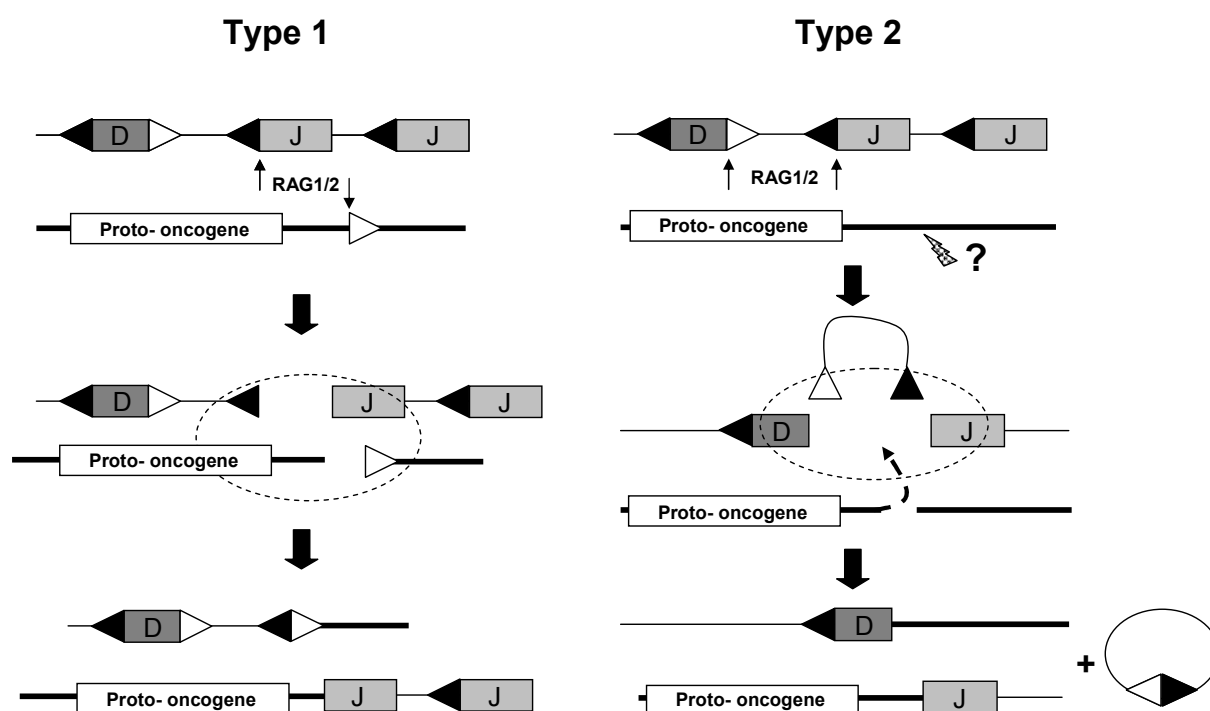 Type 1
D J J
RAG1/2
Proto- oncogene
D J J
Proto- oncogene
D
Proto- oncogene J J
Type 2
D J J
RAG1/2
Proto- oncogene
?
D J
Proto- oncogene
D
+
Proto- oncogene J